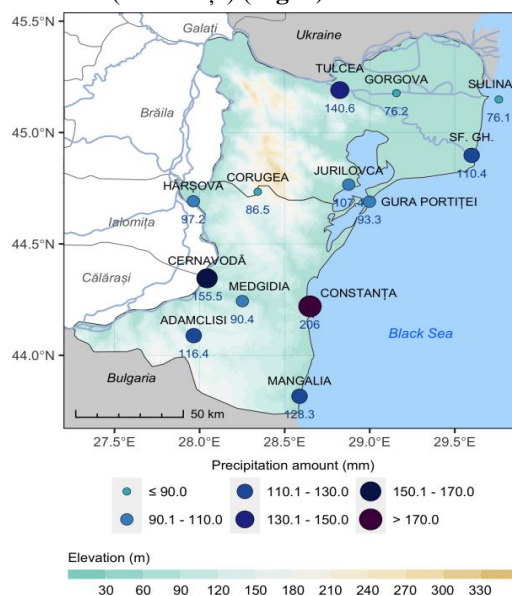 45.5°N
Galați
Ukraine
TULCEA
GORGOVA
SULINA
140.6
76.2
76.1
Brăila
45.0°N
SF. GH.
110.4
JURILOVCA
CORUGEA
HÂRȘOVA
107.4
GURA PORTIȚEI
86.5
97.2
93.3
Ialomița
44.5°N
CERNAVODĂ
Călărași
MEDGIDIA
CONSTANȚA
155.5
90.4
206
ADAMCLISI
Black Sea
116.4
44.0°N
Bulgaria
MANGALIA
128.3
50 km
27.5°E 28.0°E 28.5°E 29.0°E 29.5°E
Precipitation amount (mm)
≤ 90.0 110.1 - 130.0 150.1 - 170.0
90.1 - 110.0 130.1 - 150.0 > 170.0
Elevation (m)
30 60 90 120 150 180 210 240 270 300 330